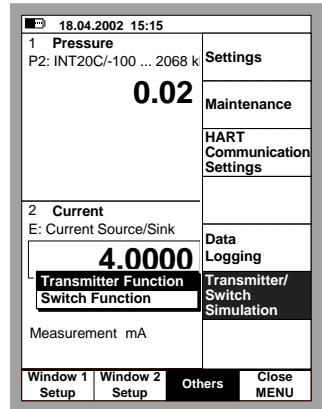 18.04.2002 15:15
1 Pressure
P2: INT20C/-100 ... 2068 k
0.02
Settings
Maintenance
HART
Communication
Settings
2 Current
E: Current Source/Sink
4.0000
Transmitter Function
Switch Function
Measurement mA
Data
Logging
Transmitter/
Switch
Simulation
Window 1
Setup
Window 2
Setup
Others
Close
MENU